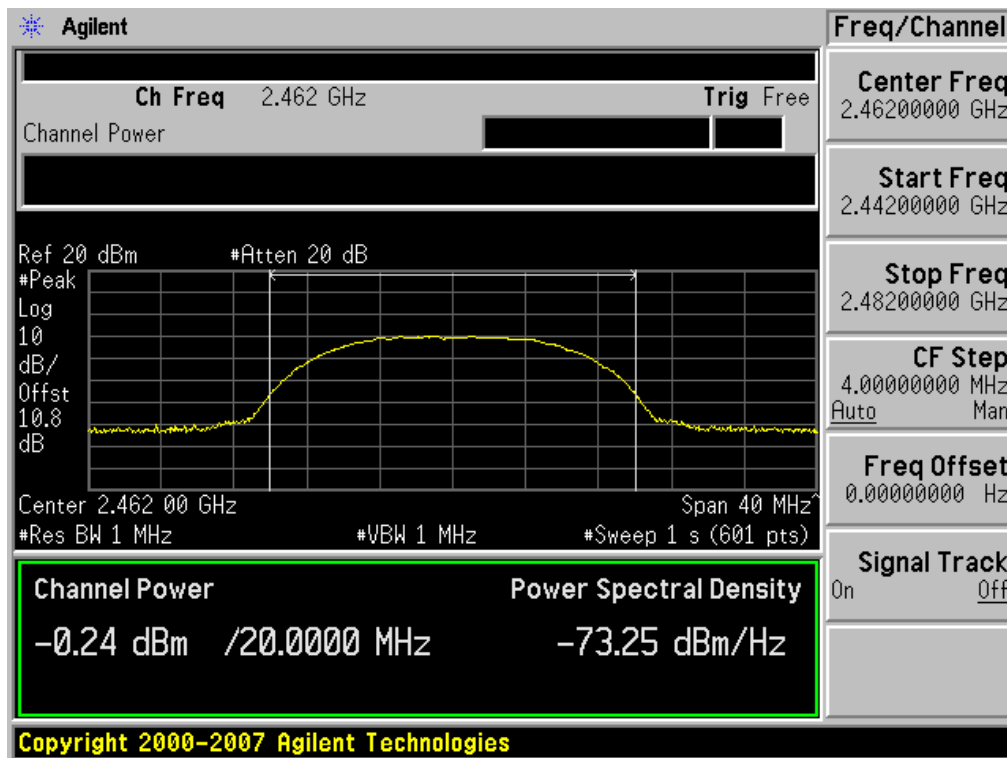 Agilent
Freq/Channel
Ch Freq 2.462 GHz Trig Free
Channel Power
Center Freq
2.46200000 GHz
Start Freq
2.44200000 GHz
Stop Freq
2.48200000 GHz
CF Step
4.00000000 MHz
Auto Man
Freq Offset
0.00000000 Hz
Signal Track
On Off
Ref 20 dBm #Atten 20 dB
#Peak
Log
10
dB/
Offst
10.8
dB
Center 2.462 00 GHz Span 40 MHz^
#Res BW 1 MHz #VBW 1 MHz #Sweep 1 s (601 pts)
Channel Power Power Spectral Density
-0.24 dBm /20.0000 MHz -73.25 dBm/Hz
Copyright 2000-2007 Agilent Technologies